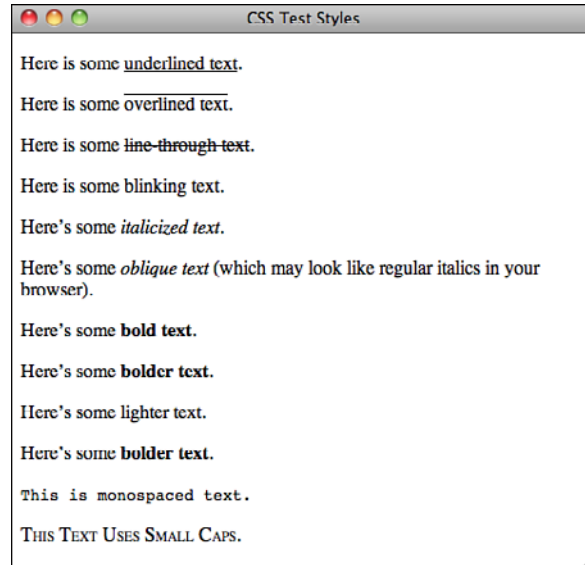 CSS Test Styles
Here is some underlined text.
Here is some overlined text.
Here is some line-through text.
Here is some blinking text.
Here’s some italicized text.
Here’s some oblique text (which may look like regular italics in your
browser).
Here’s some bold text.
Here’s some bolder text.
Here’s some lighter text.
Here’s some bolder text.
This is monospaced text.
This Text Uses Small Caps.